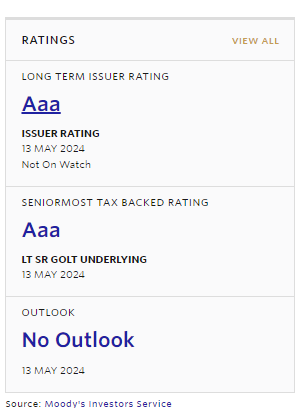 RATINGS VIEW ALL
LONG TERM ISSUER RATING
Aaa
ISSUER RATING
13 MAY 2024
Not On Watch
SENIORMOST TAX BACKED RATING
Aaa
LT SR GOLT UNDERLYING
13 MAY 2024
OUTLOOK
No Outlook
13 MAY 2024
Source: Moody's Investors Service